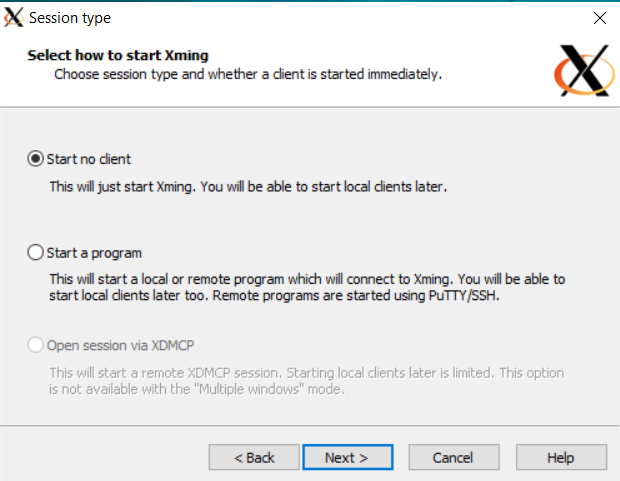 Session type
Select how to start Xming
Choose session type and whether a client is started immediately.
Start no client
This will just start Xming. You will be able to start local clients later.
Start a program
This will start a local or remote program which will connect to Xming. You will be able to
start local clients later too. Remote programs are started using PuTTY/SSH.
Open session via XDMCP
This will start a remote XDMCP session. Starting local clients later is limited. This option
is not available with the "Multiple windows" mode.
< Back Next > Cancel Help